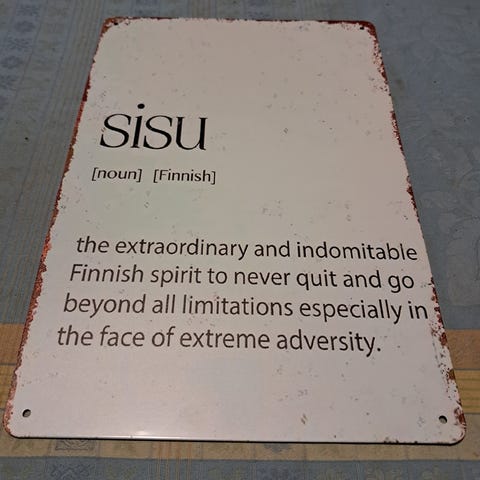 sisu
[noun] [Finnish]
the extraordinary and indomitable
Finnish spirit to never quit and go
beyond all limitations especially in
the face of extreme adversity.